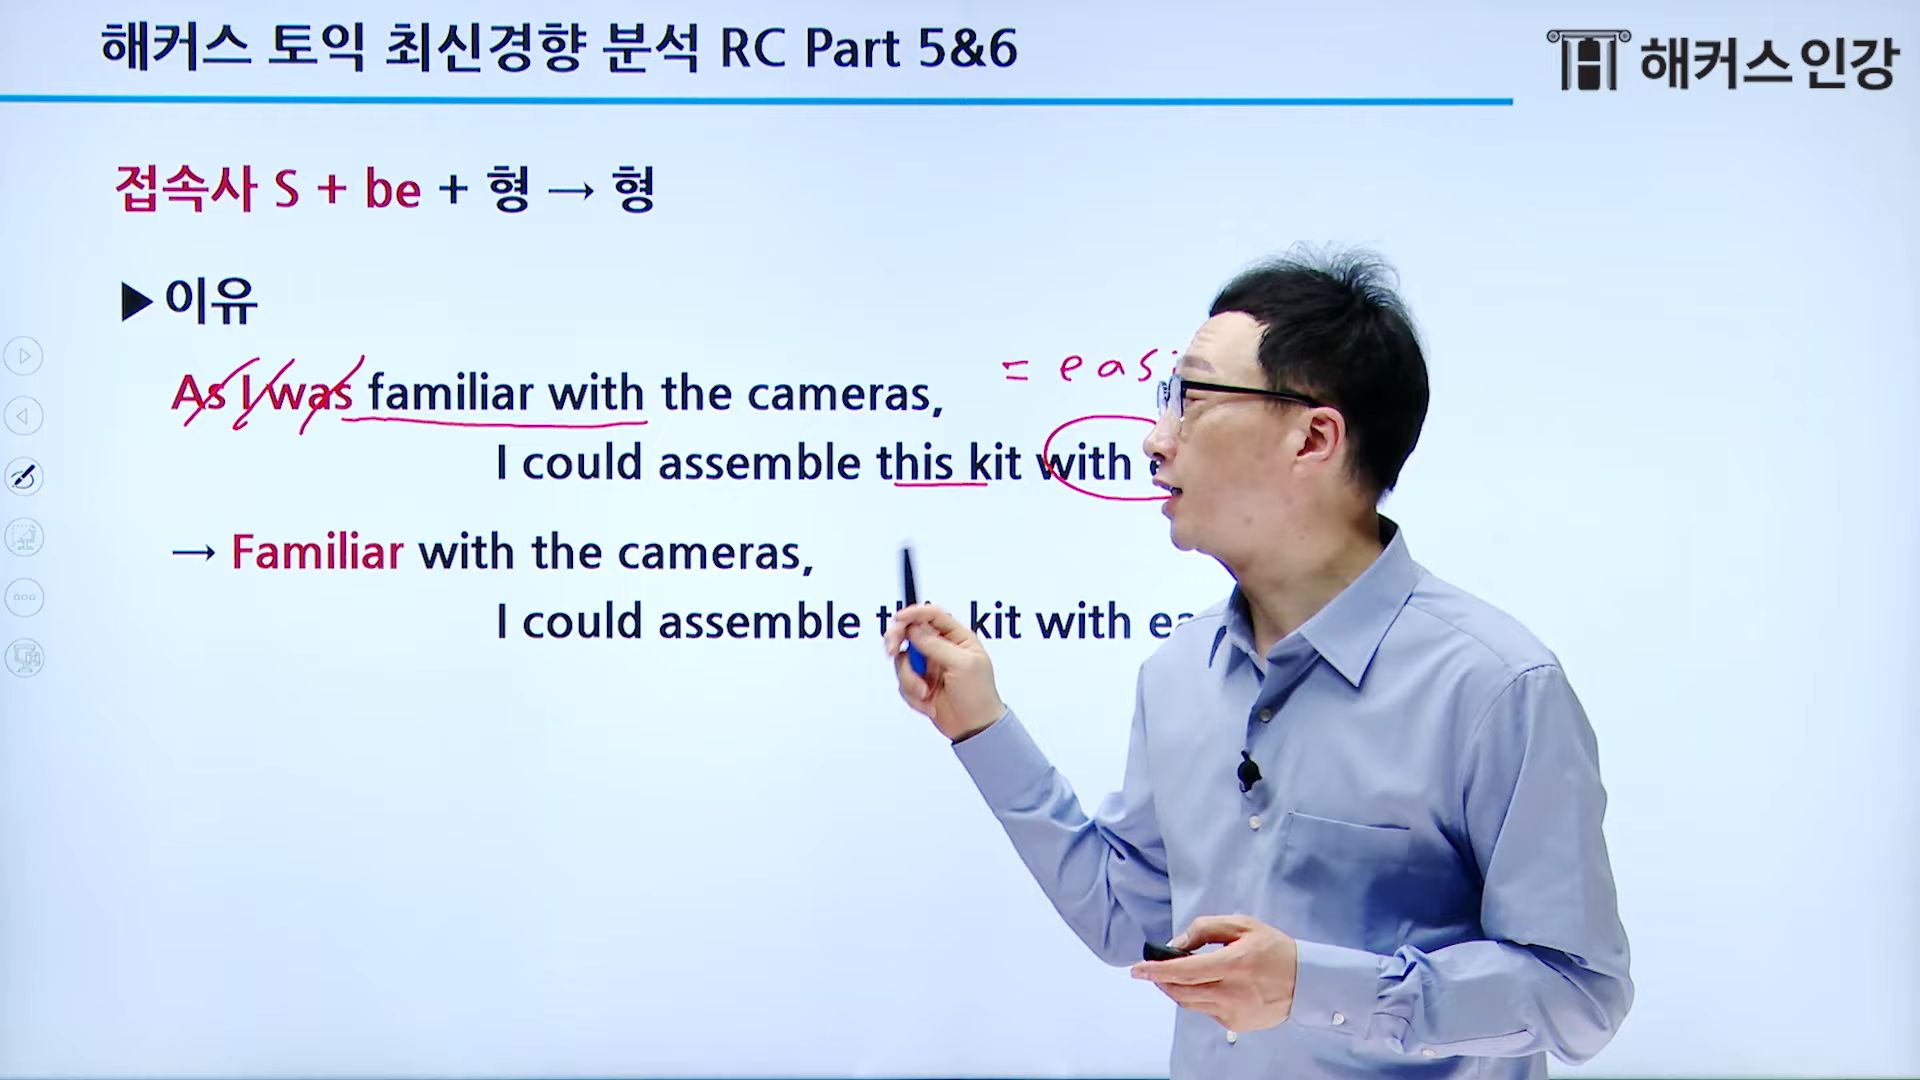 해커스 토익 최신경향 분석 RC Part 5&6
해커스인강
접속사 S + be + 형 → 형
▶ 이유
= eas
As I was familiar with the cameras,
I could assemble this kit with
→ Familiar with the cameras,
I could assemble this kit with